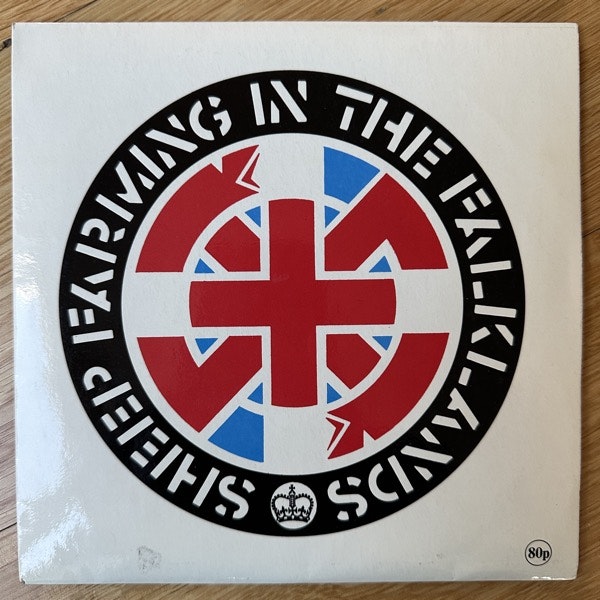 SHEEP FARMING IN THE FALKLANDS
80p